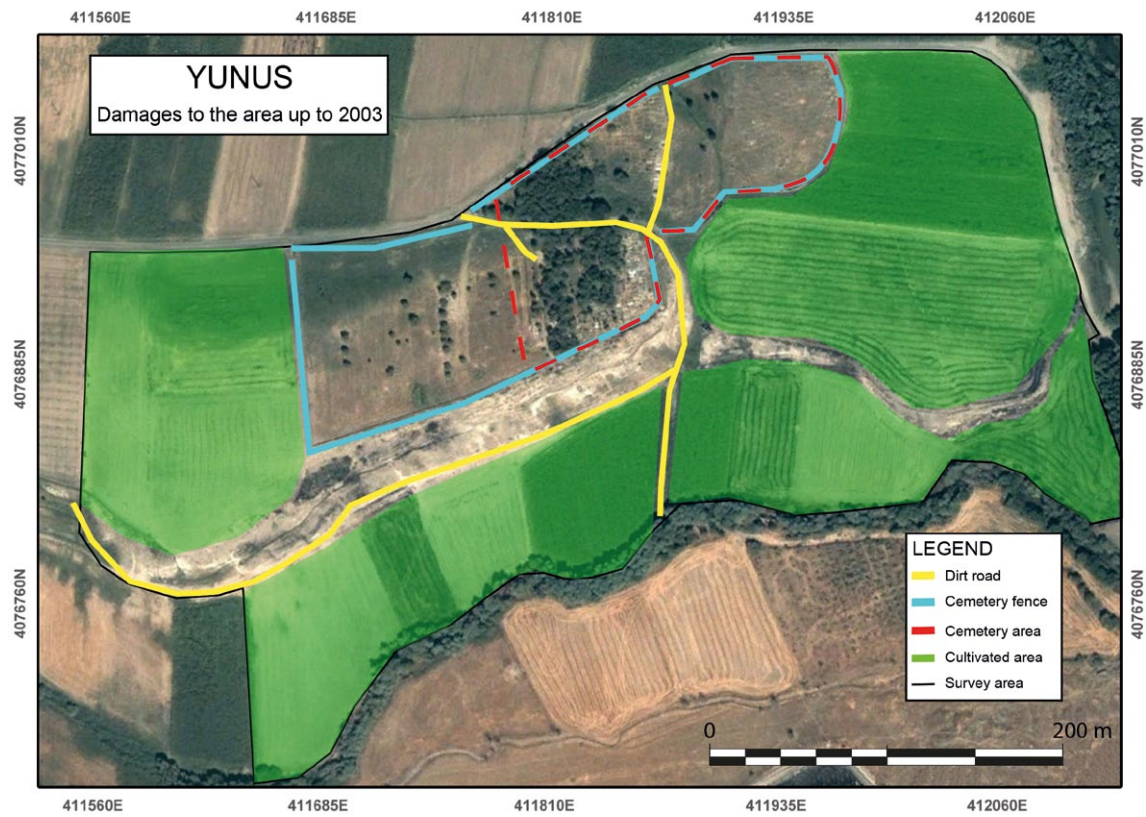 411560E 411685E 411810E 411935E 412060E
YUNUS
Damages to the area up to 2003
4077010N 4077010N
4076885N 4076885N
4076760N 4076760N
LEGEND
Dirt road
Cemetery fence
Cemetery area
Cultivated area
Survey area
0 200 m
411560E 411685E 411810E 411935E 412060E